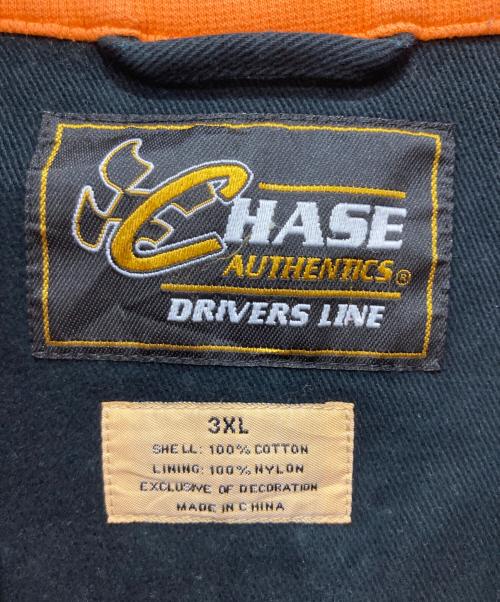 CHASE
AUTHENTICS®
DRIVERS LINE
3XL
SHELL: 100% COTTON
LINING: 100% NYLON
EXCLUSIVE OF DECORATION
MADE IN CHINA